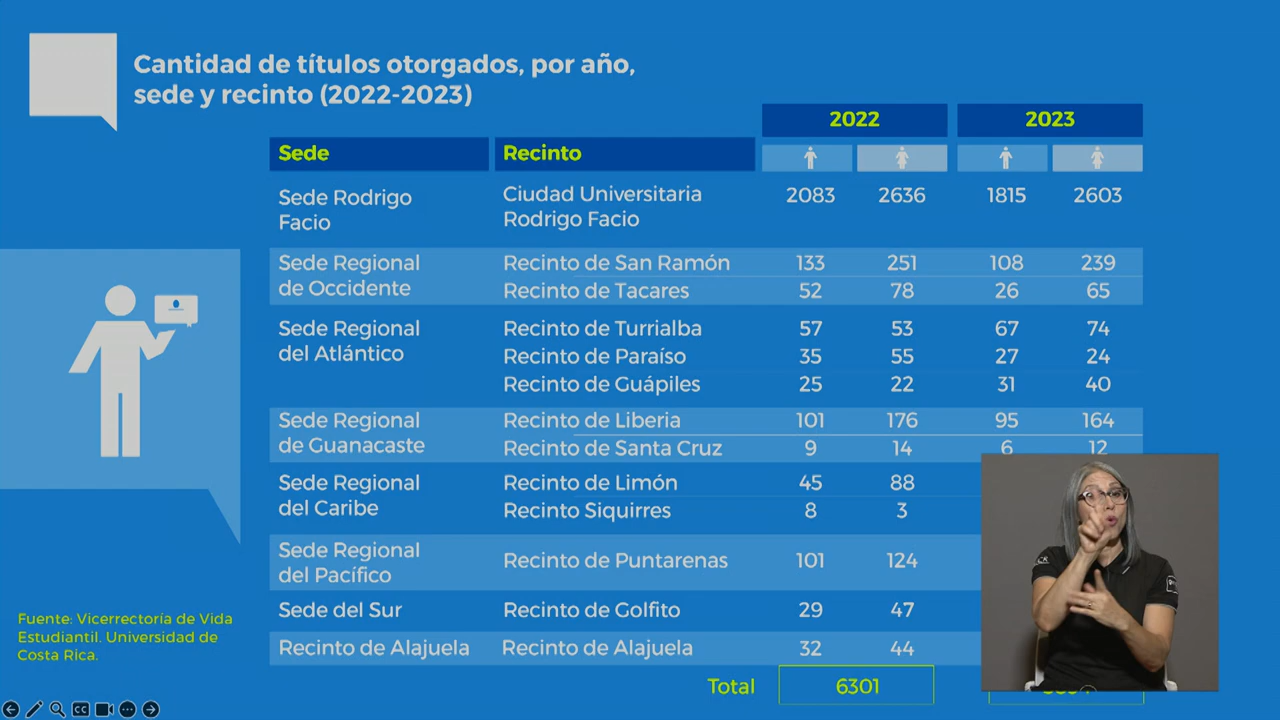 Cantidad de títulos otorgados, por año,
sede y recinto (2022-2023)
2022 2023
Sede Recinto
Sede Rodrigo
Facio
Ciudad Universitaria
Rodrigo Facio
2083 2636 1815 2603
Sede Regional
de Occidente
Recinto de San Ramón 133 251 108 239
Recinto de Tacares 52 78 26 65
Sede Regional
del Atlántico
Recinto de Turrialba 57 53 67 74
Recinto de Paraíso 35 55 27 24
Recinto de Guápiles 25 22 31 40
Sede Regional
de Guanacaste
Recinto de Liberia 101 176 95 164
Recinto de Santa Cruz 9 14 6 12
Sede Regional
del Caribe
Recinto de Limón 45 88
Recinto Siquirres 8 3
Sede Regional
del Pacífico
Recinto de Puntarenas 101 124
Sede del Sur Recinto de Golfito 29 47
Recinto de Alajuela Recinto de Alajuela 32 44
Total 6301
Fuente: Vicerrectoría de Vida
Estudiantil. Universidad de
Costa Rica.
CC